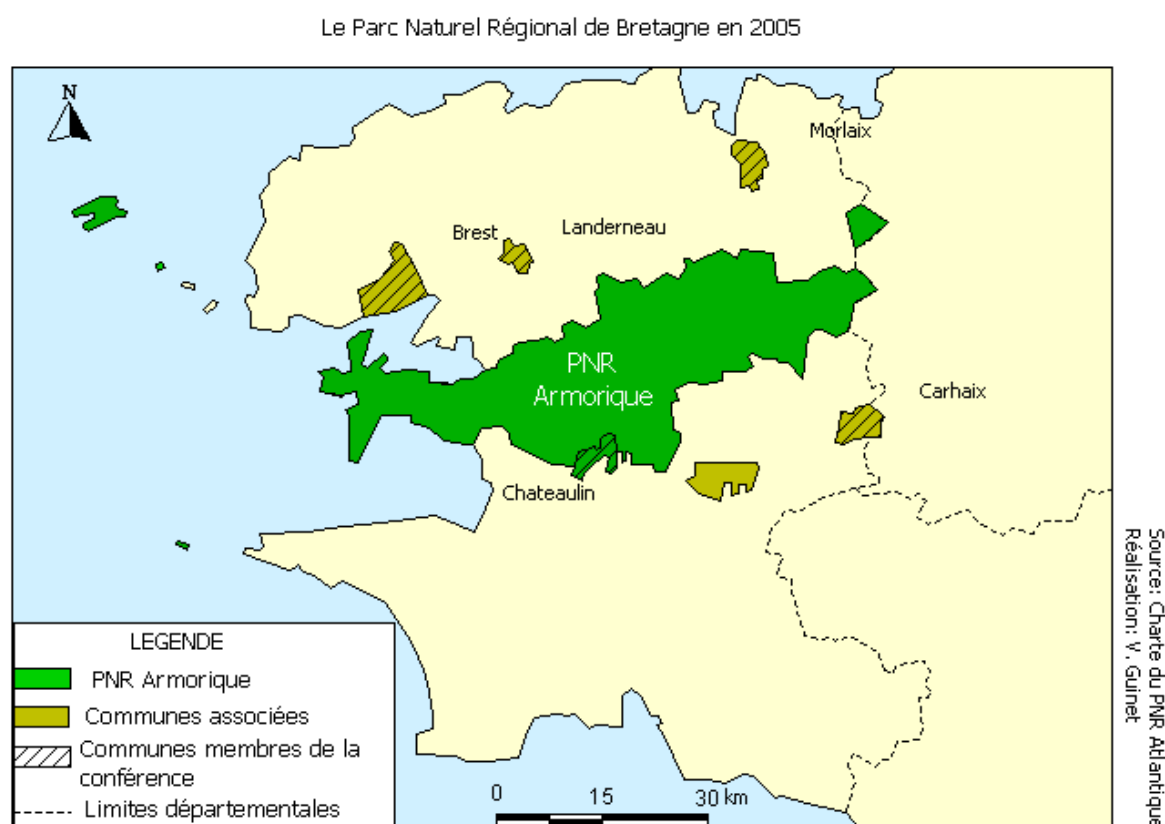 Le Parc Naturel Régional de Bretagne en 2005
N
Morlaix
Brest
Landerneau
PNR
Armorique
Carhaix
Chateaulin
LEGENDE
PNR Armorique
Communes associées
Communes membres de la
conférence
Limites départementales
0 15 30 km
Source: Charte du PNR Atlantique
Réalisation: V. Guinet